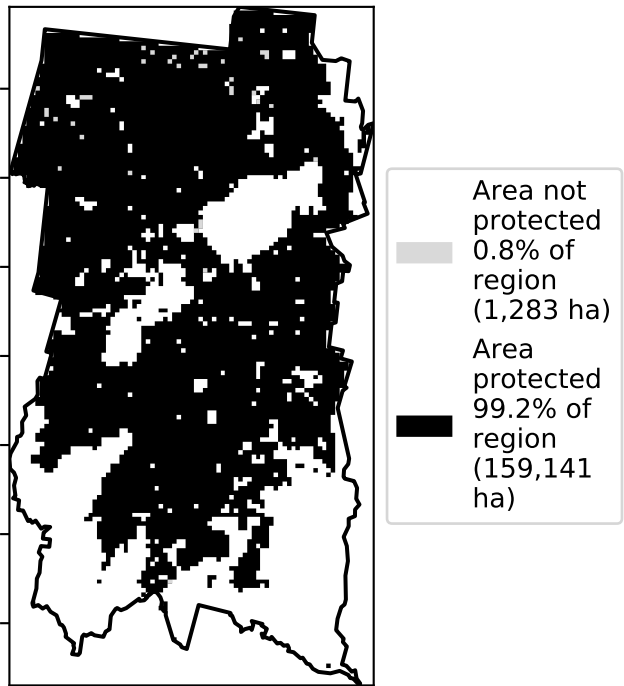 Area not
protected
0.8% of
region
(1,283 ha)
Area
protected
99.2% of
region
(159,141
ha)